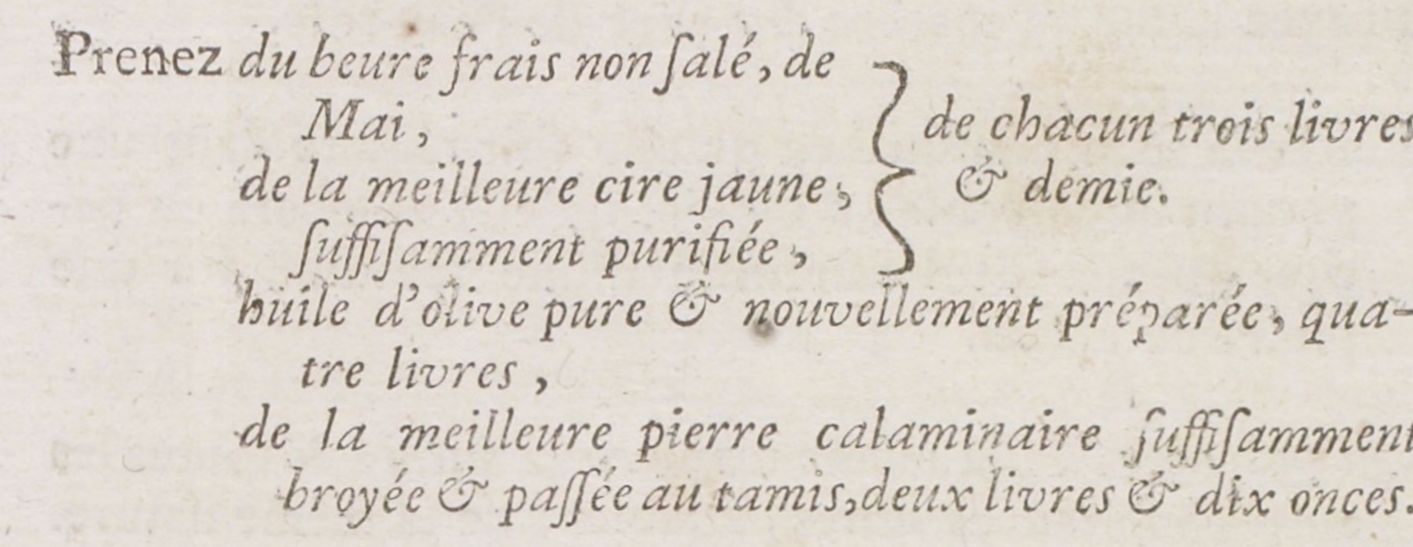 Prenez du beure frais non ſalé, de
Mai,
de chacun trois livres
de la meilleure cire jaune,
& demie.
ſuffiſamment purifiée,
huile d'olive pure & nouvellement préparée, qua-
tre livres,
de la meilleure pierre calaminaire ſuffiſamment
broyée & paſſée au tamis, deux livres & dix onces.